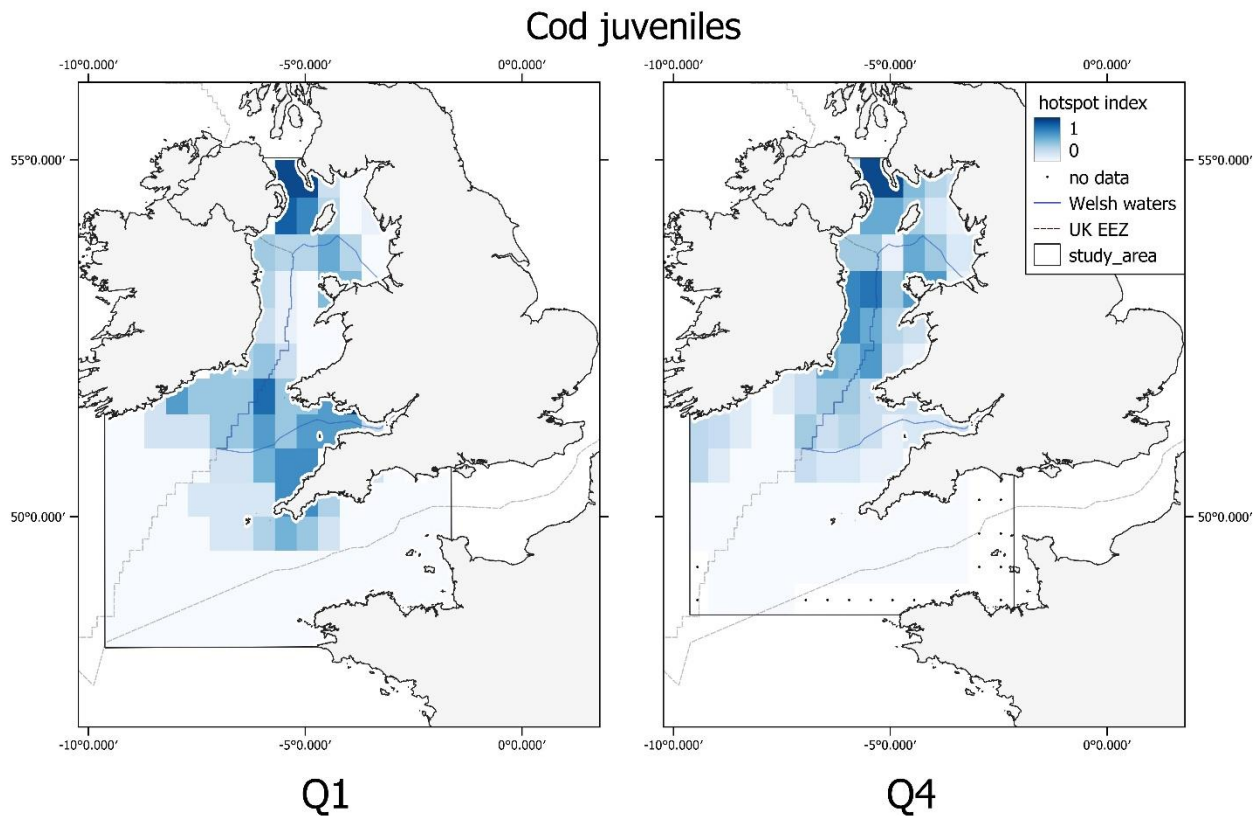 Cod juveniles
-10°0.000′ -5°0.000′ 0°0.000′ -10°0.000′ -5°0.000′ 0°0.000′
hotspot index
1
0
no data
Welsh waters
UK EEZ
study_area
55°0.000′ 55°0.000′
50°0.000′ 50°0.000′
-10°0.000′ -5°0.000′ 0°0.000′ -10°0.000′ -5°0.000′ 0°0.000′
Q1 Q4